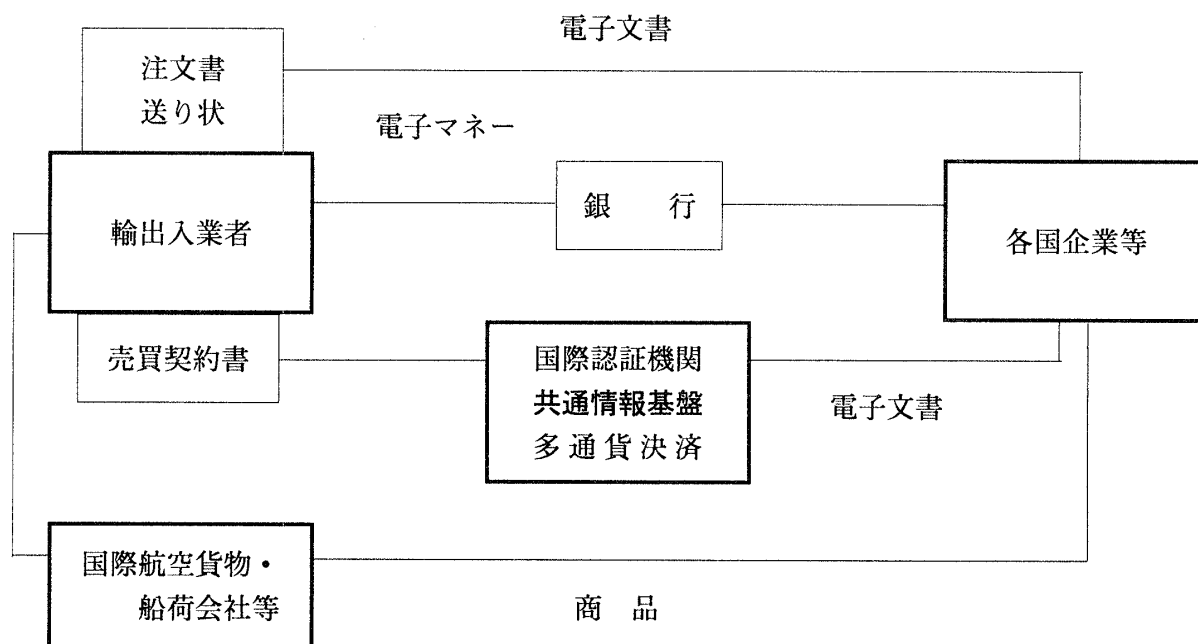 電子文書
注文書
送り状
電子マネー
銀　行
輸出入業者
各国企業等
売買契約書
国際認証機関
共通情報基盤
多通貨決済
電子文書
国際航空貨物・
船荷会社等
商　品